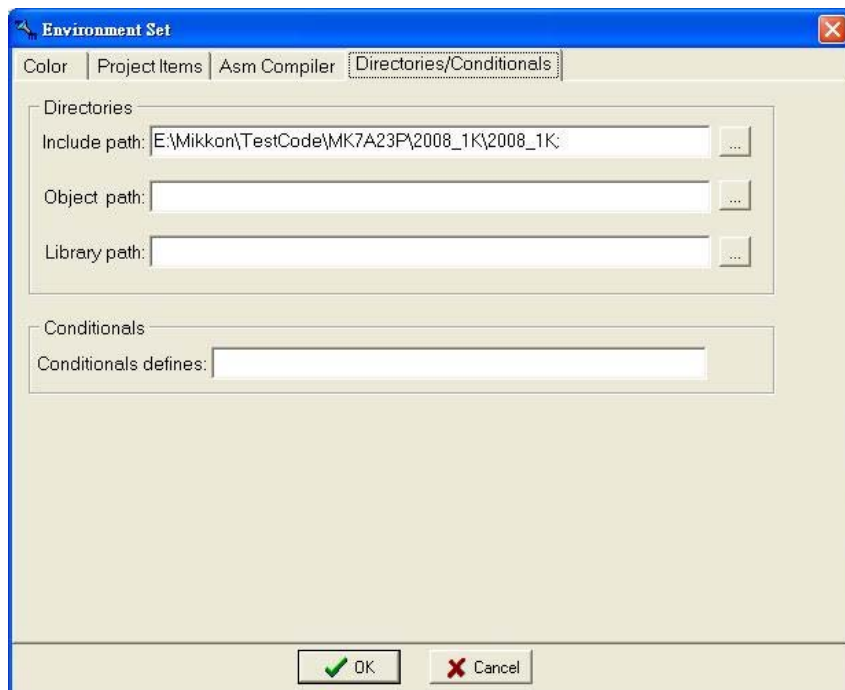 Environment Set
Color Project Items Asm Compiler Directories/Conditionals
Directories
Include path: E:\Mikkon\TestCode\MK7A23P\2008_1K\2008_1K; ...
Object path: ...
Library path: ...
Conditionals
Conditionals defines:
OK Cancel